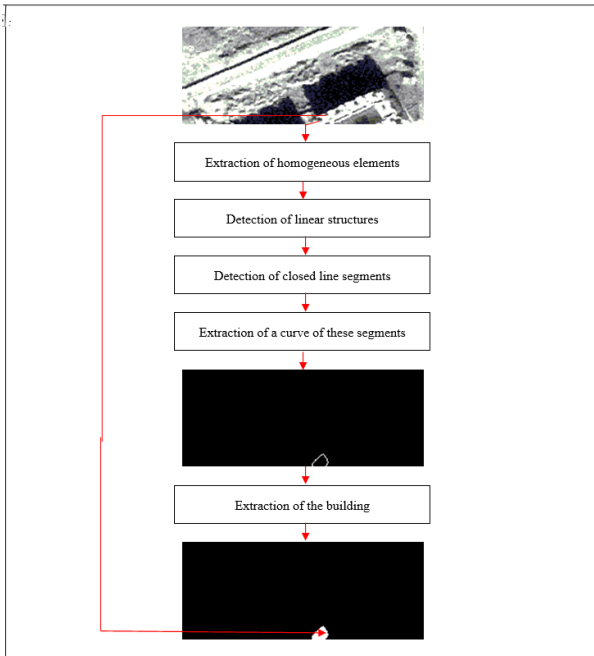 Extraction of homogeneous elements
Detection of linear structures
Detection of closed line segments
Extraction of a curve of these segments
Extraction of the building